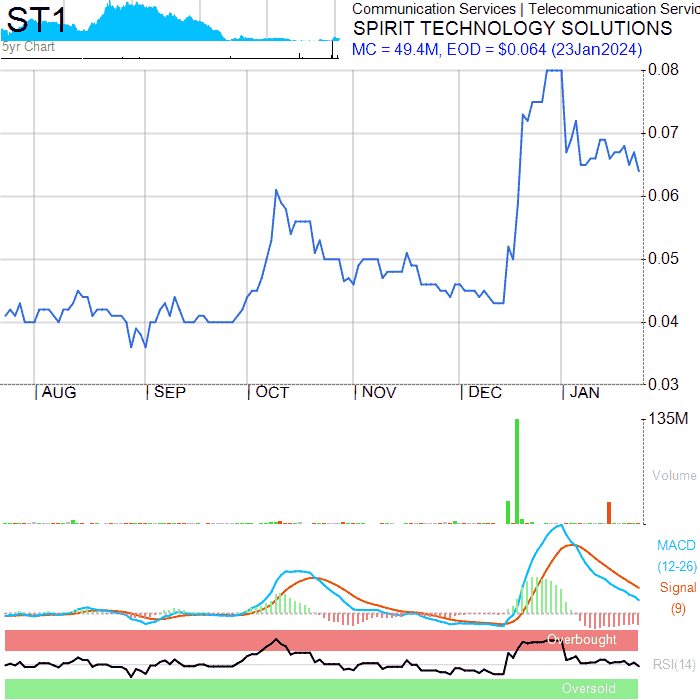 ST1
Communication Services | Telecommunication Servic
SPIRIT TECHNOLOGY SOLUTIONS
5yr Chart
MC = 49.4M, EOD = $0.064 (23Jan2024)
0.08
0.07
0.06
0.05
0.04
0.03
|AUG |SEP |OCT |NOV |DEC |JAN
135M
Volume
MACD
(12-26)
Signal
(9)
Overbought
RSI(14)
Oversold